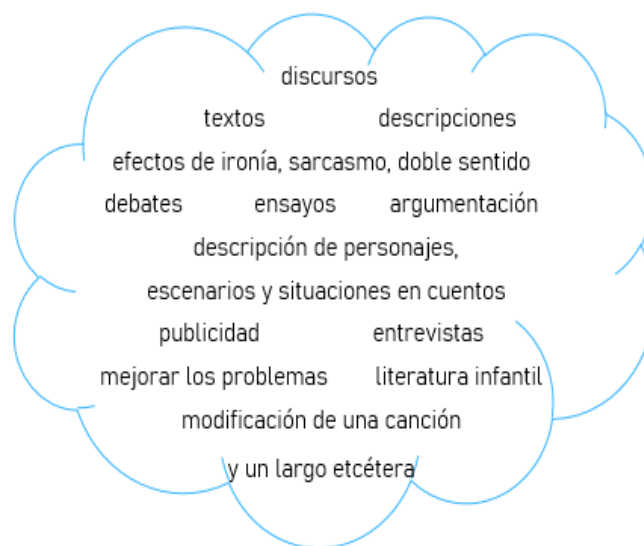 discursos
textos descripciones
efectos de ironía, sarcasmo, doble sentido
debates ensayos argumentación
descripción de personajes,
escenarios y situaciones en cuentos
publicidad entrevistas
mejorar los problemas literatura infantil
modificación de una canción
y un largo etcétera